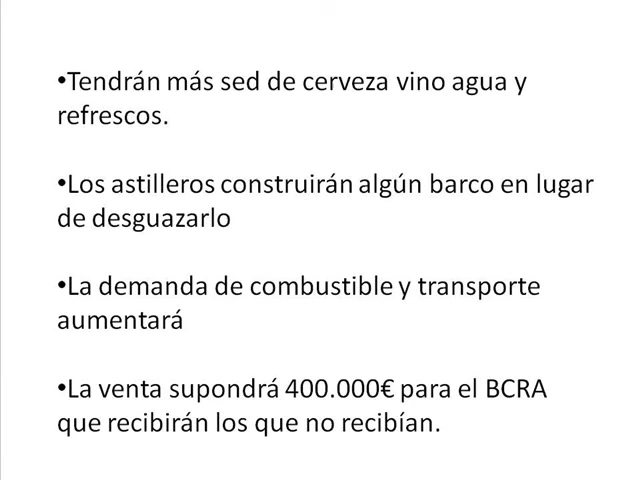 •Tendrán más sed de cerveza vino agua y
refrescos.
•Los astilleros construirán algún barco en lugar
de desguazarlo
•La demanda de combustible y transporte
aumentará
•La venta supondrá 400.000€ para el BCRA
que recibirán los que no recibían.